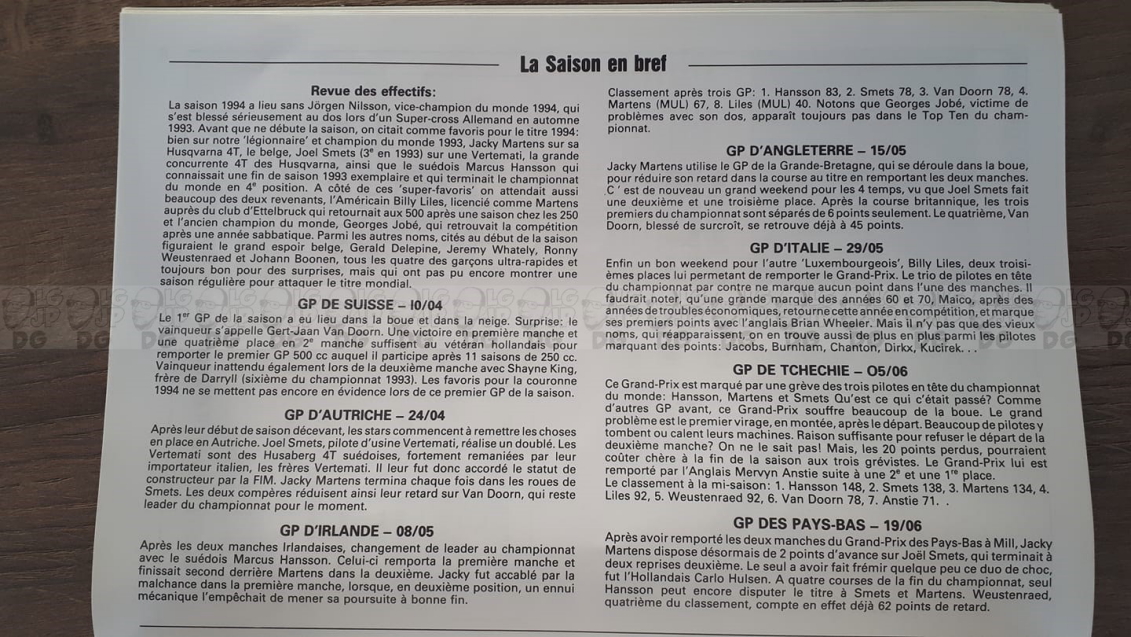 La Saison en bref
Revue des effectifs:
La saison 1994 a lieu sans Jörgen Nilsson, vice-champion du monde 1994, qui
s'est blessé sérieusement au dos lors d'un Super-cross Allemand en automne
1993. Avant que ne débute la saison, on citait comme favoris pour le titre 1994:
bien sur notre 'légionnaire' et champion du monde 1993, Jacky Martens sur sa
Husqvarna 4T, le belge, Joel Smets (3e en 1993) sur une Vertemati, la grande
concurrente 4T des Husqvarna, ainsi que le suédois Marcus Hansson qui
connaissait une fin de saison 1993 exemplaire et qui terminait le championnat
du monde en 4e position. A côté de ces 'super-favoris' on attendait aussi
beaucoup des deux revenants, l'Américain Billy Liles, licencié comme Martens
auprès du club d'Ettelbruck qui retournait aux 500 après une saison chez les 250
et l'ancien champion du monde, Georges Jobé, qui retrouvait la compétition
après une année sabbatique. Parmi les autres noms, cités au début de la saison
figuraient le grand espoir belge, Gerald Delepine, Jeremy Whately, Ronny
Weustenraed et Johann Boonen, tous les quatre des garçons ultra-rapides et
toujours bon pour des surprises, mais qui ont pas pu encore montrer une
saison régulière pour attaquer le titre mondial.
GP DE SUISSE – I0/04
Le 1er GP de la saison a eu lieu dans la boue et dans la neige. Surprise: le
vainqueur s'appelle Gert-Jaan Van Doorn. Une victoire en première manche et
une quatrième place en 2e manche suffisent au vétéran hollandais pour
remporter le premier GP 500 cc auquel il participe après 11 saisons de 250 cc.
Vainqueur inattendu également lors de la deuxième manche avec Shayne King,
frère de Darryll (sixième du championnat 1993). Les favoris pour la couronne
1994 ne se mettent pas encore en évidence lors de ce premier GP de la saison.
GP D'AUTRICHE – 24/04
Après leur début de saison décevant, les stars commencent à remettre les choses
en place en Autriche. Joel Smets, pilote d'usine Vertemati, réalise un doublé. Les
Vertemati sont des Husaberg 4T suédoises, fortement remaniées par leur
importateur italien, les frères Vertemati. Il leur fut donc accordé le statut de
constructeur par la FIM. Jacky Martens termina chaque fois dans les roues de
Smets. Les deux compères réduisent ainsi leur retard sur Van Doorn, qui reste
leader du championnat pour le moment.
GP D'IRLANDE – 08/05
Après les deux manches Irlandaises, changement de leader au championnat
avec le suédois Marcus Hansson. Celui-ci remporta la première manche et
finissait second derrière Martens dans la deuxième. Jacky fut accablé par la
malchance dans la première manche, lorsque, en deuxième position, un ennui
mécanique l'empêchait de mener sa poursuite à bonne fin.
Classement après trois GP: 1. Hansson 83, 2. Smets 78, 3. Van Doorn 78, 4.
Martens (MUL) 67, 8. Liles (MUL) 40. Notons que Georges Jobé, victime de
problèmes avec son dos, apparaît toujours pas dans le Top Ten du cham-
pionnat.
GP D'ANGLETERRE – 15/05
Jacky Martens utilise le GP de la Grande-Bretagne, qui se déroule dans la boue,
pour réduire son retard dans la course au titre en remportant les deux manches.
C ' est de nouveau un grand weekend pour les 4 temps, vu que Joel Smets fait
une deuxième et une troisième place. Après la course britannique, les trois
premiers du championnat sont séparés de 6 points seulement. Le quatrième, Van
Doorn, blessé de surcroît, se retrouve déjà à 45 points.
GP D'ITALIE – 29/05
Enfin un bon weekend pour l'autre 'Luxembourgeois', Billy Liles, deux troisi-
èmes places lui permetant de remporter le Grand-Prix. Le trio de pilotes en tête
du championnat par contre ne marque aucun point dans l'une des manches. Il
faudrait noter, qu'une grande marque des années 60 et 70, Maico, après des
années de troubles économiques, retourne cette année en compétition, et marque
ses premiers points avec l'anglais Brian Wheeler. Mais il n'y pas que des vieux
noms, qui réapparaissent, on en trouve aussi de plus en plus parmi les pilotes
marquant des points: Jacobs, Burnham, Chanton, Dirkx, Kucirek. . .
GP DE TCHECHIE – O5/06
Ce Grand-Prix est marqué par une grève des trois pilotes en tête du championnat
du monde: Hansson, Martens et Smets Qu'est ce qui c'était passé? Comme
d'autres GP avant, ce Grand-Prix souffre beaucoup de la boue. Le grand
problème est le premier virage, en montée, après le départ. Beaucoup de pilotes y
tombent ou calent leurs machines. Raison suffisante pour refuser le départ de la
deuxième manche? On ne le sait pas! Mais, les 20 points perdus, pourraient
coûter chère à la fin de la saison aux trois grévistes. Le Grand-Prix lui est
remporté par l'Anglais Mervyn Anstie suite à une 2e et une 1re place.
Le classement à la mi-saison: 1. Hansson 148, 2. Smets 138, 3. Martens 134, 4.
Liles 92, 5. Weustenraed 92, 6. Van Doorn 78, 7. Anstie 71. .
GP DES PAYS-BAS – 19/06
Après avoir remporté les deux manches du Grand-Prix des Pays-Bas à Mill, Jacky
Martens dispose désormais de 2 points d'avance sur Joël Smets, qui terminait à
deux reprises deuxième. Le seul a avoir fait frémir quelque peu ce duo de choc,
fut l'Hollandais Carlo Hulsen. A quatre courses de la fin du championnat, seul
Hansson peut encore disputer le titre à Smets et Martens. Weustenraed,
quatrième du classement, compte en effet déjà 62 points de retard.